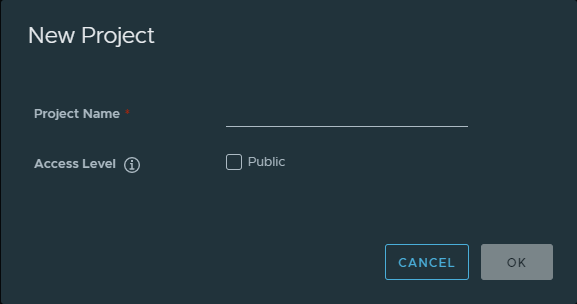 New Project
Project Name *
Access Level
Public
CANCEL
OK